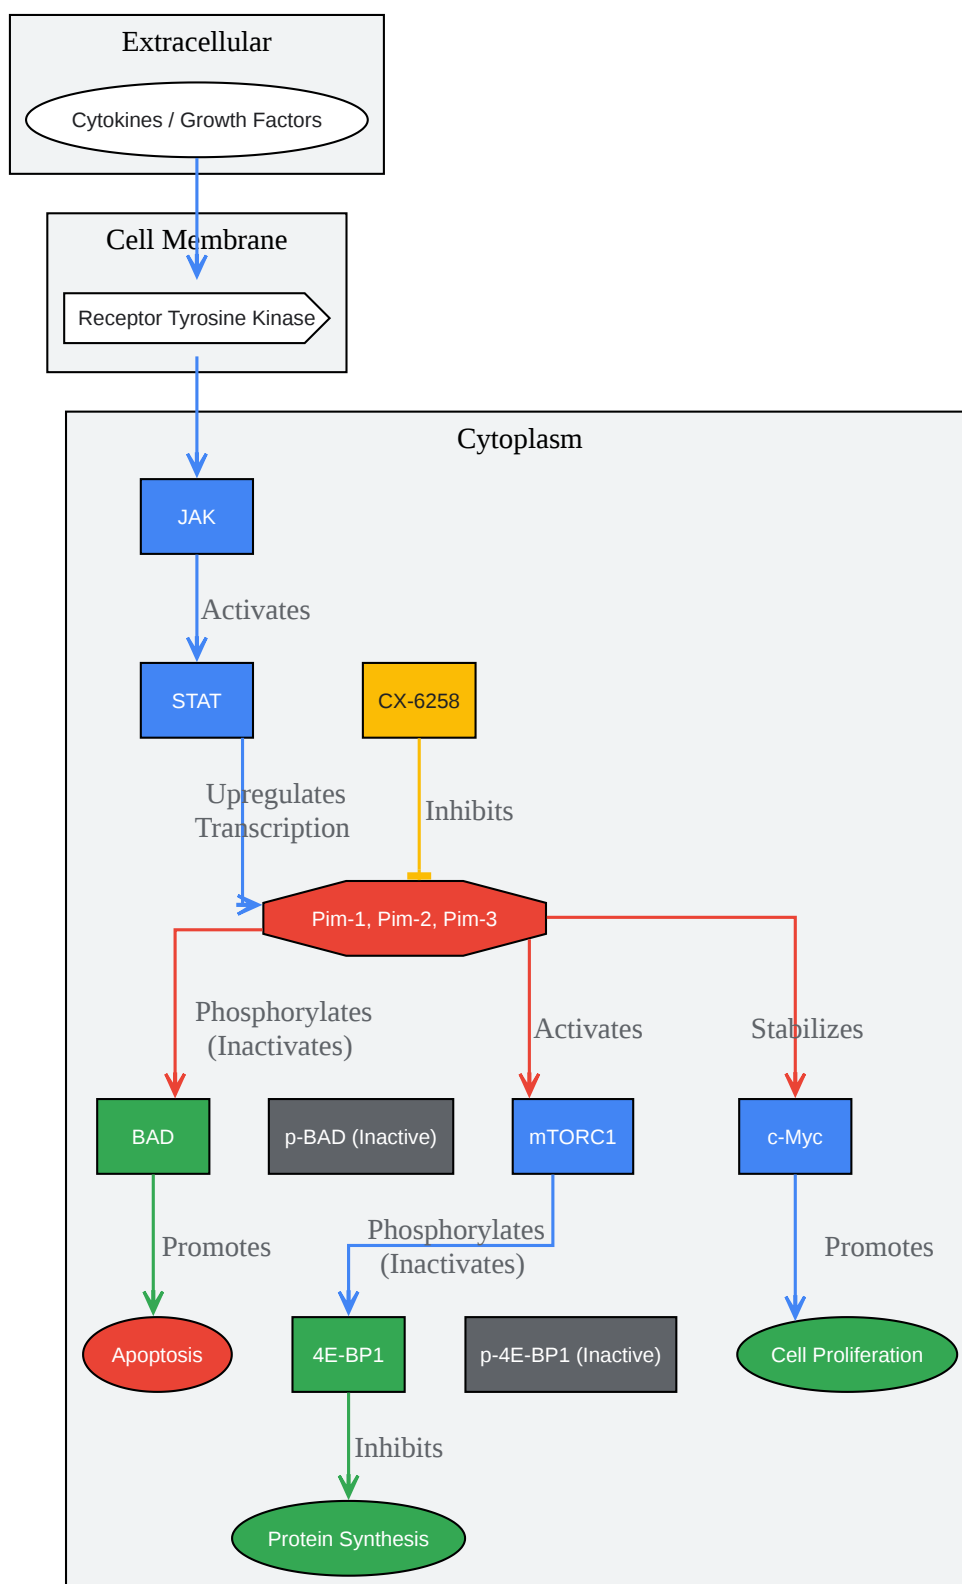 Extracellular
Cytokines / Growth Factors
Cell Membrane
Receptor Tyrosine Kinase
Cytoplasm
JAK
Activates
STAT
CX-6258
Upregulates
Transcription
Inhibits
Pim-1, Pim-2, Pim-3
Phosphorylates
(Inactivates)
Activates
Stabilizes
BAD
p-BAD (Inactive)
mTORC1
c-Myc
Promotes
Phosphorylates
(Inactivates)
Promotes
Apoptosis
4E-BP1
p-4E-BP1 (Inactive)
Cell Proliferation
Inhibits
Protein Synthesis